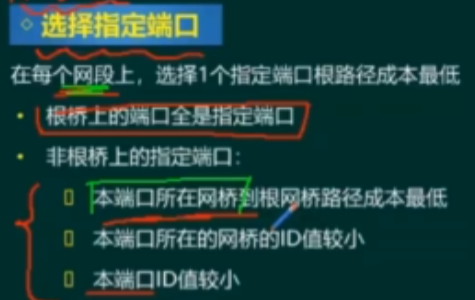 选择指定端口
在每个网段上，选择1个指定端口根路径成本最低
• 根桥上的端口全是指定端口
• 非根桥上的指定端口：
本端口所在网桥到根网桥路径成本最低
本端口所在的网桥的ID值较小
本端口ID值较小